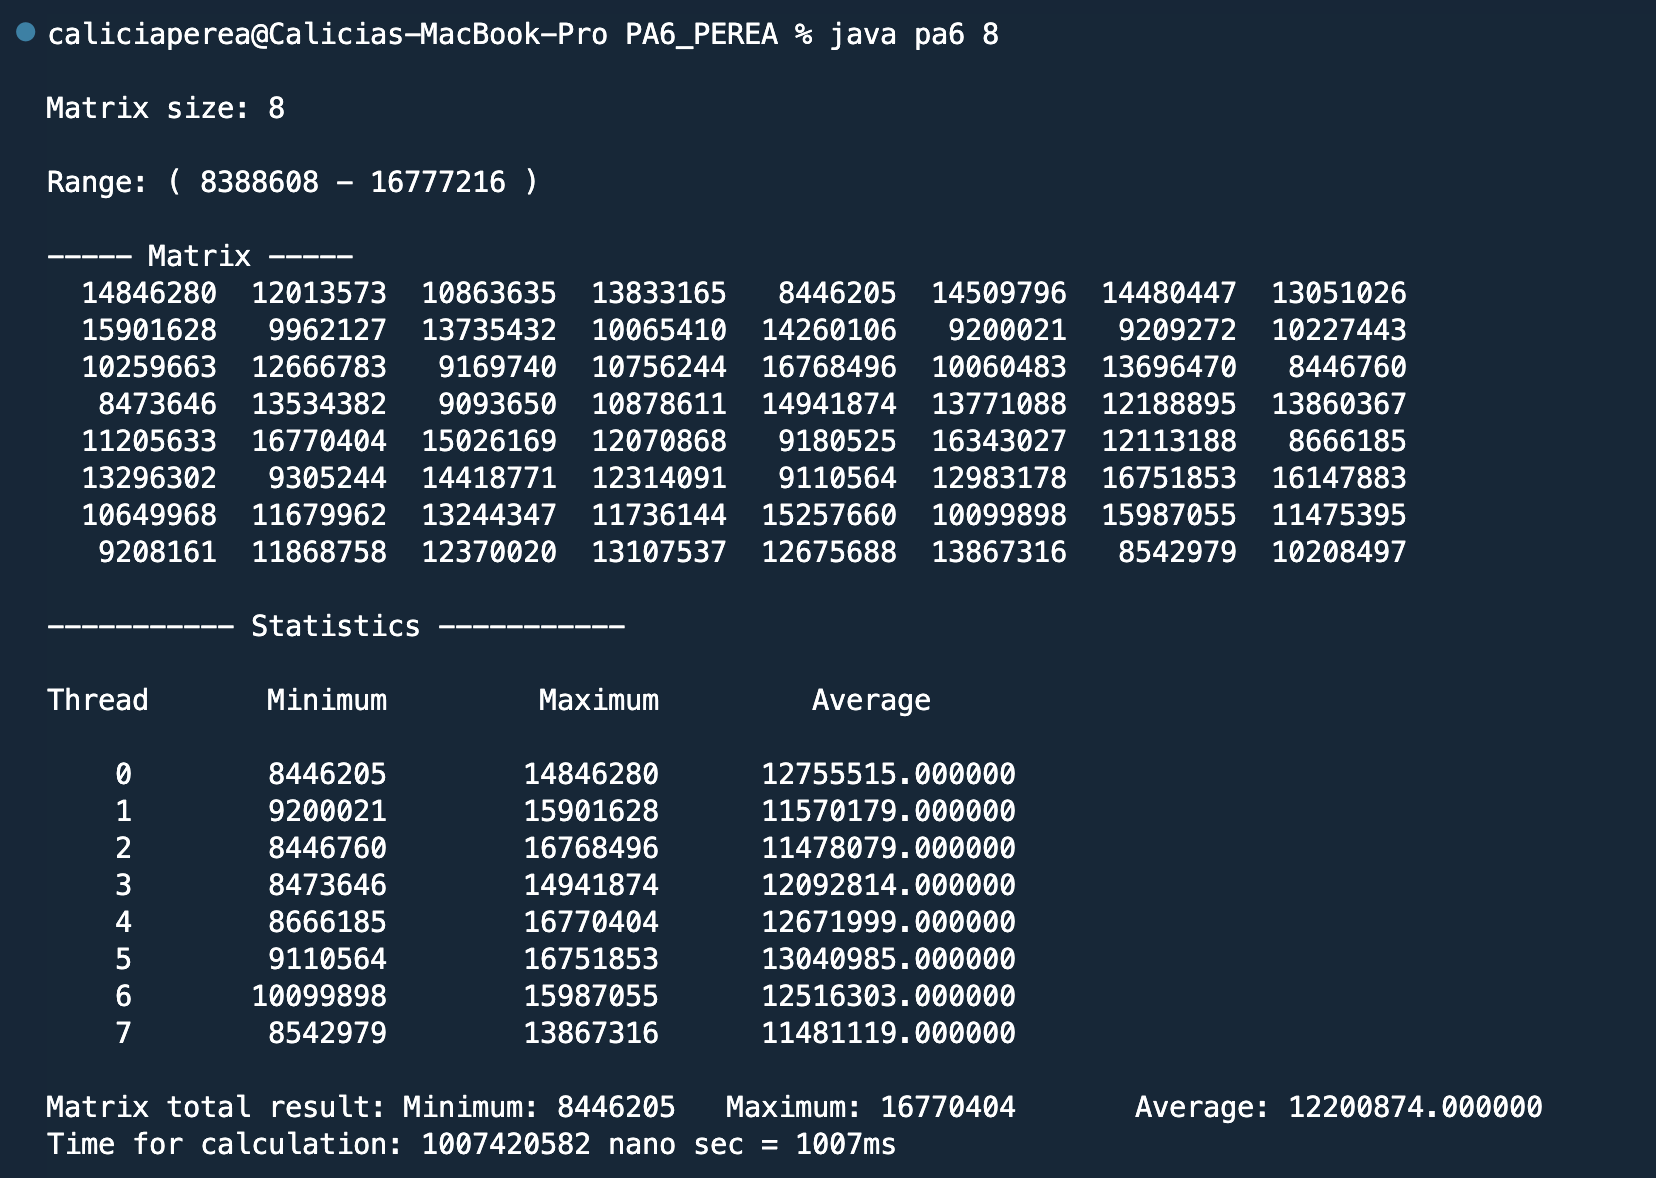 caliciaperea@Calicias-MacBook-Pro PA6_PEREA % java pa6 8
Matrix size: 8
Range: ( 8388608 - 16777216 )
----- Matrix -----
14846280 12013573 10863635 13833165 8446205 14509796 14480447 13051026
15901628 9962127 13735432 10065410 14260106 9200021 9209272 10227443
10259663 12666783 9169740 10756244 16768496 10060483 13696470 8446760
8473646 13534382 9093650 10878611 14941874 13771088 12188895 13860367
11205633 16770404 15026169 12070868 9180525 16343027 12113188 8666185
13296302 9305244 14418771 12314091 9110564 12983178 16751853 16147883
10649968 11679962 13244347 11736144 15257660 10099898 15987055 11475395
9208161 11868758 12370020 13107537 12675688 13867316 8542979 10208497
----------- Statistics -----------
Thread Minimum Maximum Average
0 8446205 14846280 12755515.000000
1 9200021 15901628 11570179.000000
2 8446760 16768496 11478079.000000
3 8473646 14941874 12092814.000000
4 8666185 16770404 12671999.000000
5 9110564 16751853 13040985.000000
6 10099898 15987055 12516303.000000
7 8542979 13867316 11481119.000000
Matrix total result: Minimum: 8446205 Maximum: 16770404 Average: 12200874.000000
Time for calculation: 1007420582 nano sec = 1007ms